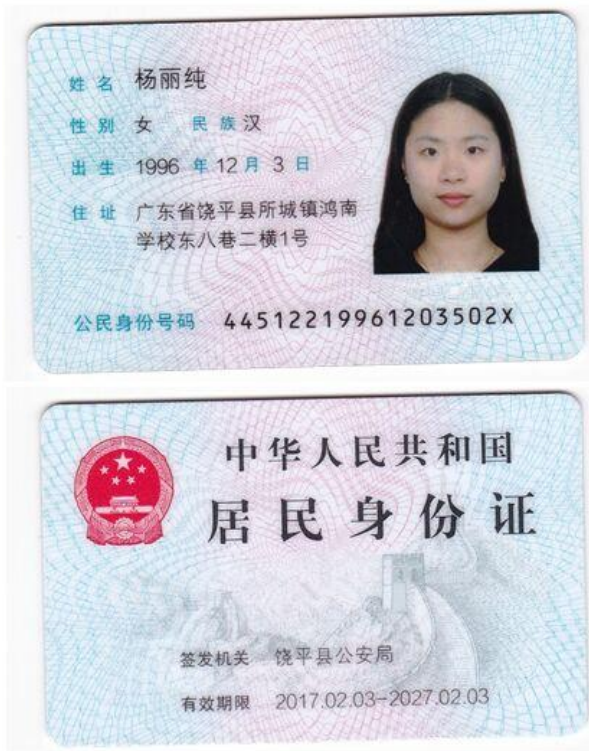 姓名 杨丽纯
性别 女 民族 汉
出生 1996 年 12 月 3 日
住址 广东省饶平县所城镇鸿南
学校东八巷二横1号
公民身份号码 44512219961203502X
中华人民共和国
居民身份证
签发机关 饶平县公安局
有效期限 2017.02.03-2027.02.03